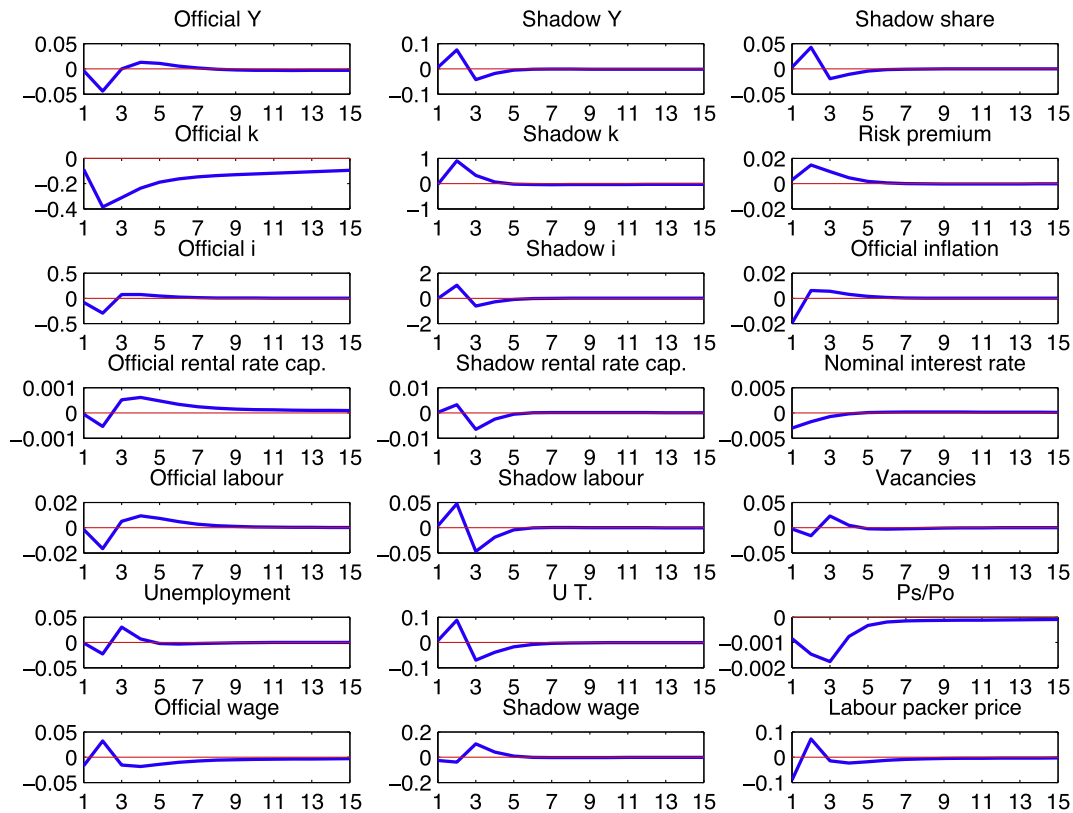 Official Y Shadow Y Shadow share
0.05 0.1 0.05
0 0 0
−0.05 −0.1 −0.05
1 3 5 7 9 11 13 15 1 3 5 7 9 11 13 15 1 3 5 7 9 11 13 15
Official k Shadow k Risk premium
0 1 0.02
−0.2 0 0
−0.4 −1 −0.02
1 3 5 7 9 11 13 15 1 3 5 7 9 11 13 15 1 3 5 7 9 11 13 15
Official i Shadow i Official inflation
0.5 2 0.02
0 0 0
−0.5 −2 −0.02
1 3 5 7 9 11 13 15 1 3 5 7 9 11 13 15 1 3 5 7 9 11 13 15
Official rental rate cap. Shadow rental rate cap. Nominal interest rate
0.001 0.01 0.005
0 0 0
−0.001 −0.01 −0.005
1 3 5 7 9 11 13 15 1 3 5 7 9 11 13 15 1 3 5 7 9 11 13 15
Official labour Shadow labour Vacancies
0.02 0.05 0.05
0 0 0
−0.02 −0.05 −0.05
1 3 5 7 9 11 13 15 1 3 5 7 9 11 13 15 1 3 5 7 9 11 13 15
Unemployment U T. Ps/Po
0.05 0.1 0
0 0 −0.001
−0.05 −0.1 −0.002
1 3 5 7 9 11 13 15 1 3 5 7 9 11 13 15 1 3 5 7 9 11 13 15
Official wage Shadow wage Labour packer price
0.05 0.2 0.1
0 0 0
−0.05 −0.2 −0.1
1 3 5 7 9 11 13 15 1 3 5 7 9 11 13 15 1 3 5 7 9 11 13 15